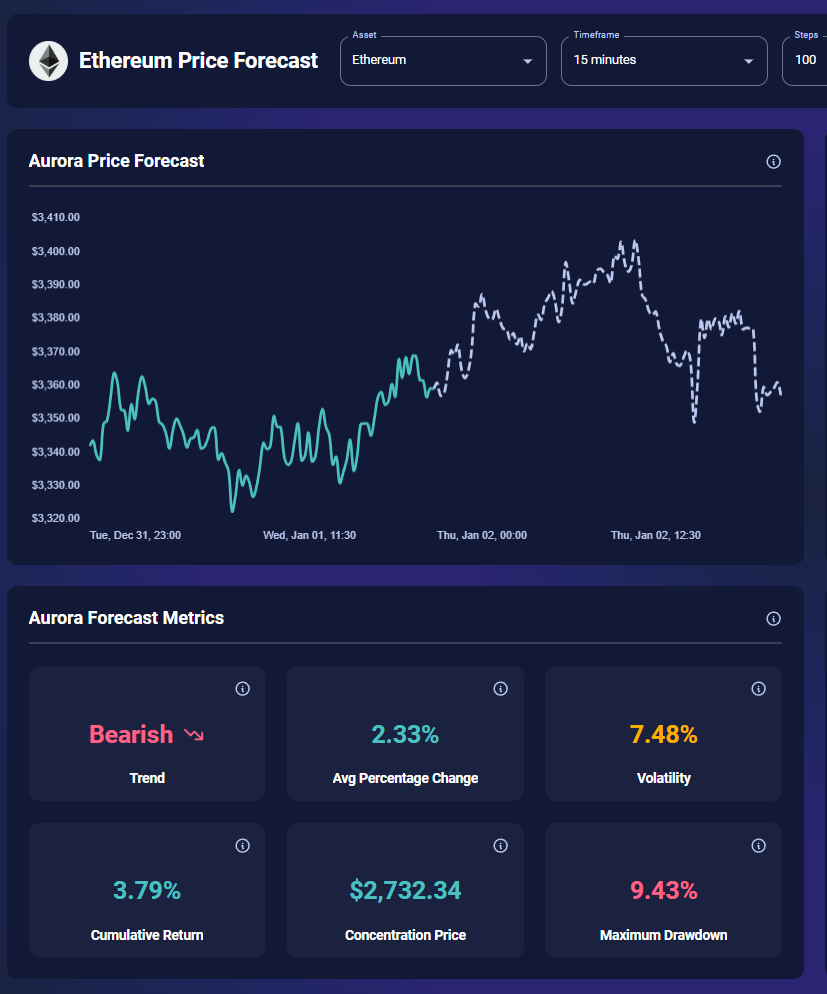 Asset
Timeframe
Steps
Ethereum Price Forecast
Ethereum
15 minutes
100
Aurora Price Forecast
$3,410.00
$3,400.00
$3,390.00
$3,380.00
$3,370.00
$3,360.00
$3,350.00
$3,340.00
$3,330.00
$3,320.00
Tue, Dec 31, 23:00
Wed, Jan 01, 11:30
Thu, Jan 02, 00:00
Thu, Jan 02, 12:30
Aurora Forecast Metrics
Bearish
Trend
2.33%
Avg Percentage Change
7.48%
Volatility
3.79%
Cumulative Return
$2,732.34
Concentration Price
9.43%
Maximum Drawdown